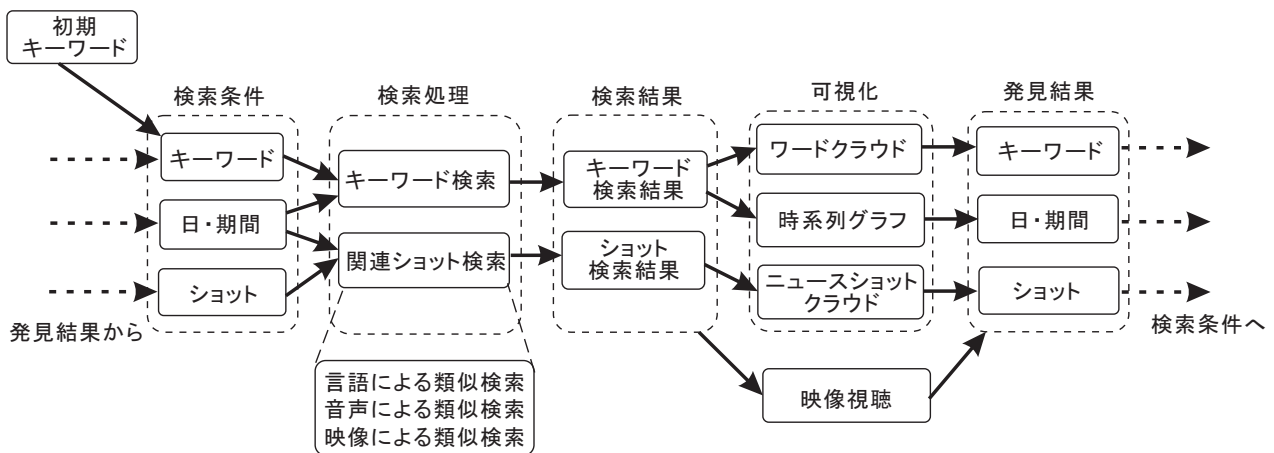 初期
キーワード
検索条件
検索処理
検索結果
可視化
発見結果
キーワード
日・期間
ショット
発見結果から
キーワード検索
関連ショット検索
言語による類似検索
音声による類似検索
映像による類似検索
キーワード
検索結果
ショット
検索結果
ワードクラウド
時系列グラフ
ニュースショット
クラウド
映像視聴
キーワード
日・期間
ショット
検索条件へ